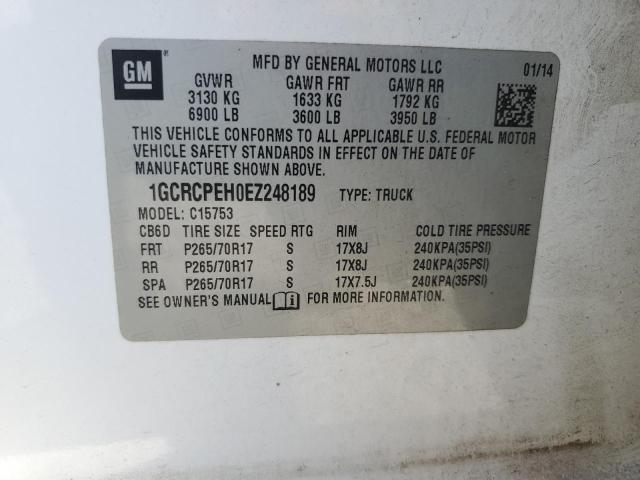 GM
MFD BY GENERAL MOTORS LLC 01/14
GVWR GAWR FRT GAWR RR
3130 KG 1633 KG 1792 KG
6900 LB 3600 LB 3950 LB
THIS VEHICLE CONFORMS TO ALL APPLICABLE U.S. FEDERAL MOTOR
VEHICLE SAFETY STANDARDS IN EFFECT ON THE DATE OF
MANUFACTURE SHOWN ABOVE.
1GCRCPEH0EZ248189 TYPE: TRUCK
MODEL: C15753
CB6D TIRE SIZE SPEED RTG RIM COLD TIRE PRESSURE
FRT P265/70R17 S 17X8J 240KPA(35PSI)
RR P265/70R17 S 17X8J 240KPA(35PSI)
SPA P265/70R17 S 17X7.5J 240KPA(35PSI)
SEE OWNER'S MANUAL FOR MORE INFORMATION.